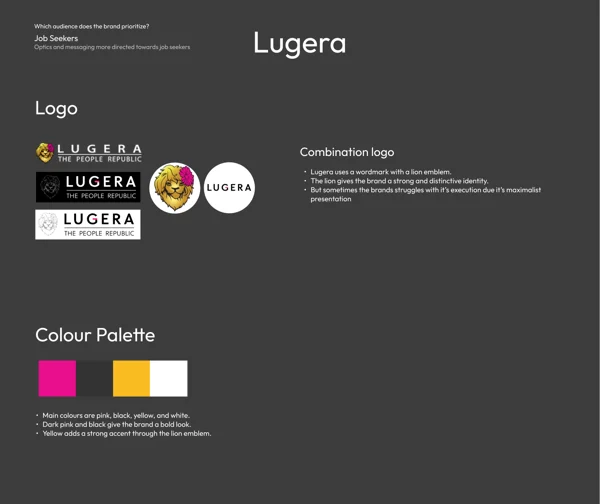 Which audience does the brand prioritize?
Job Seekers
Optics and messaging more directed towards job seekers
Lugera
Logo
LUGERA
THE PEOPLE REPUBLIC
LUGERA
THE PEOPLE REPUBLIC
LUGERA
THE PEOPLE REPUBLIC
LUGERA
Combination logo
• Lugera uses a wordmark with a lion emblem.
• The lion gives the brand a strong and distinctive identity.
• But sometimes the brands struggles with it's execution due it's maximalist
presentation
Colour Palette
• Main colours are pink, black, yellow, and white.
• Dark pink and black give the brand a bold look.
• Yellow adds a strong accent through the lion emblem.